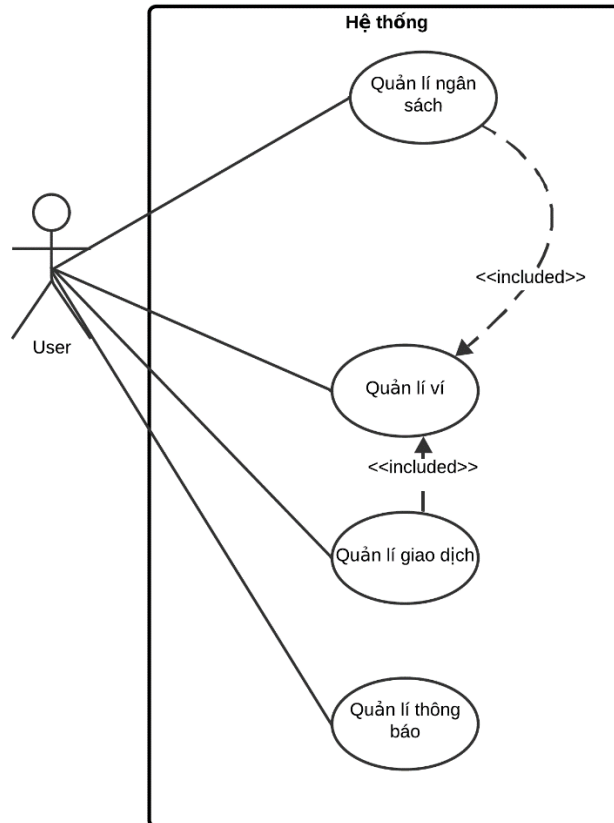 Hệ thống
Quản lí ngân
sách
<<included>>
User
Quản lí ví
<<included>>
Quản lí giao dịch
Quản lí thông
báo